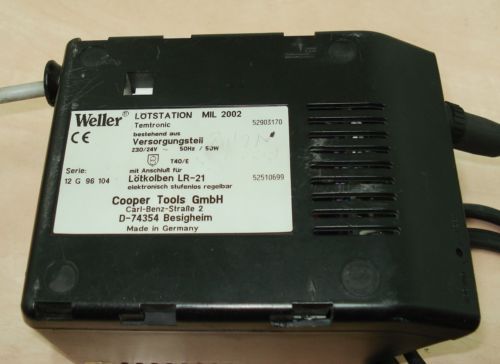 Weller® LÖTSTATION MIL 2002
Temtronic 52903170
CE bestehend aus
Versorgungsteil
230/24V ~ 50Hz / 50W
T40/E
Serie: mit Anschluß für
12 G 96 104 Lötkolben LR-21 52510699
elektronisch stufenlos regelbar
Cooper Tools GmbH
Carl-Benz-Straße 2
D-74354 Besigheim
Made in Germany